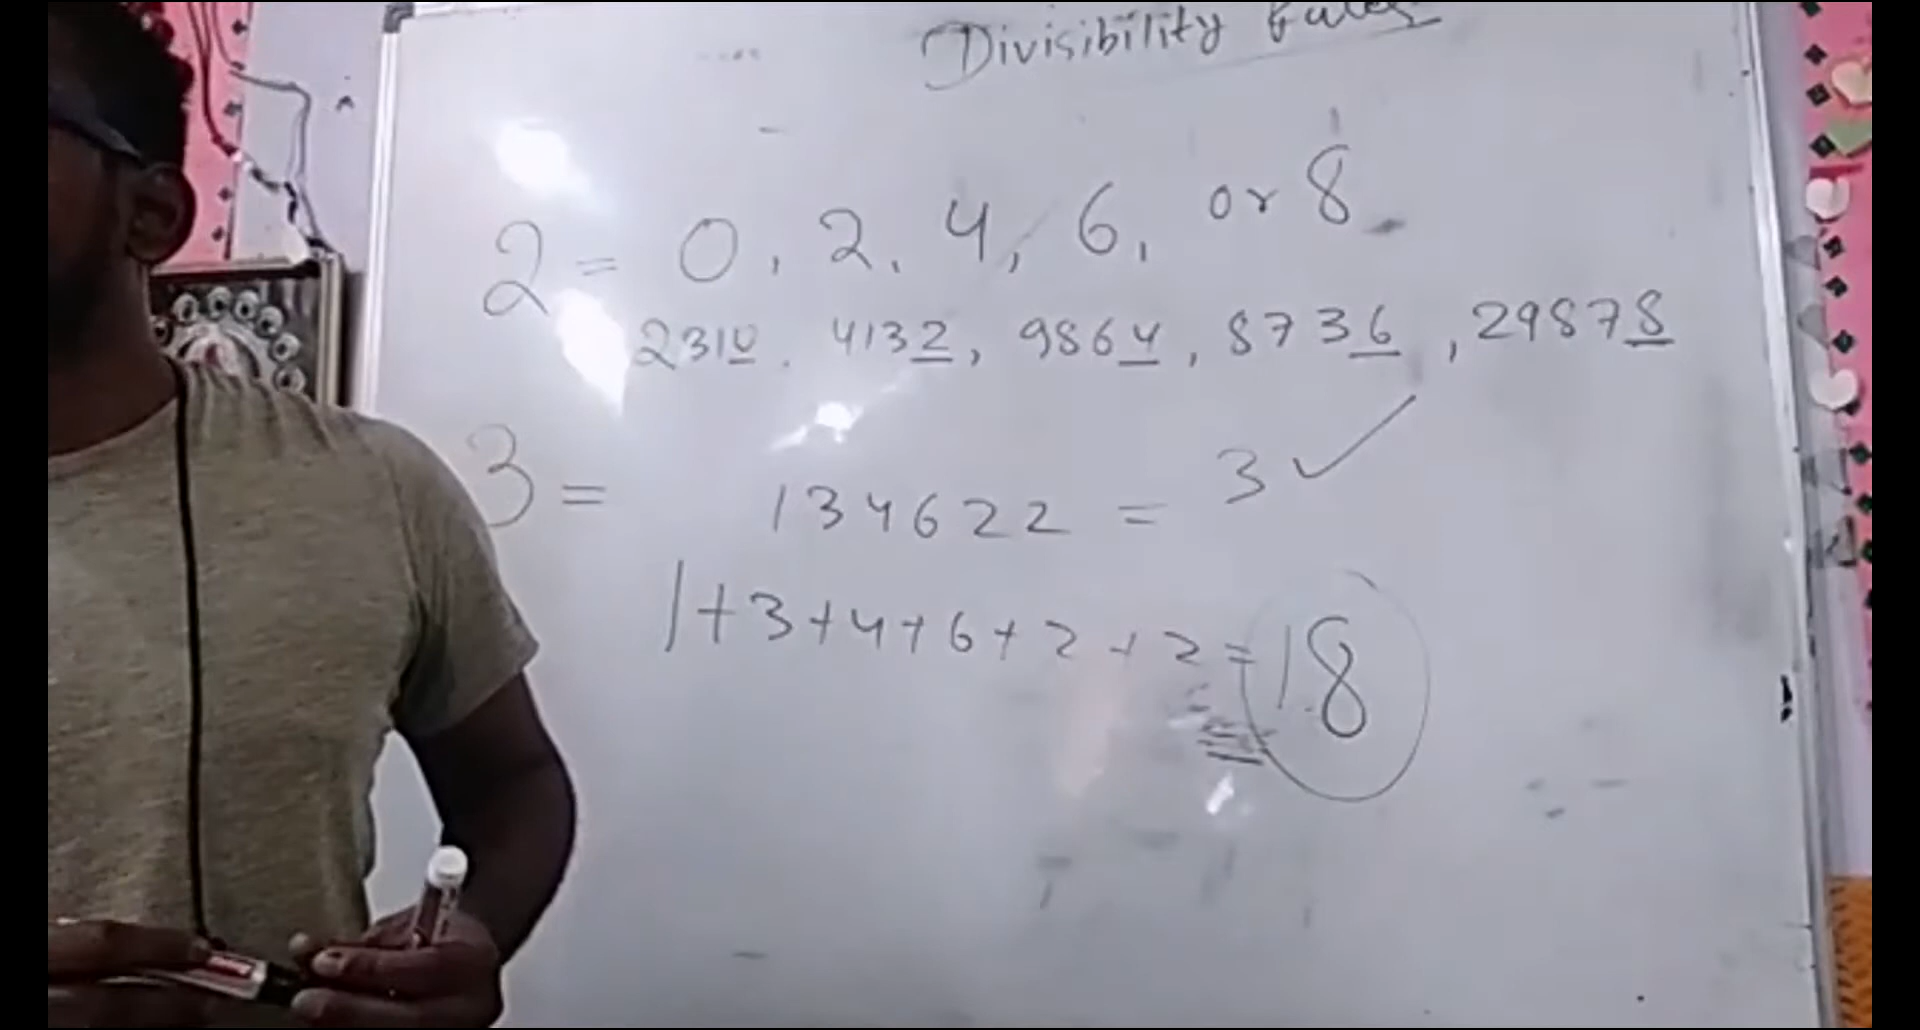 Divisibility Rules
2 = 0, 2, 4, 6, or 8
2310, 4132, 9864, 8736, 29878
3 = 134622 = 3 ✓
1+3+4+6+2+2=18